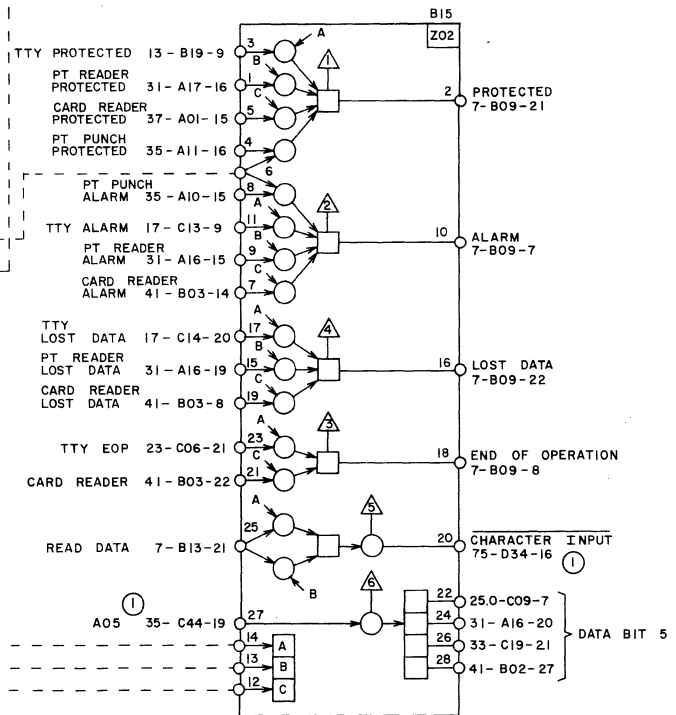 B15
Z02
TTY PROTECTED 13-B19-9 3 A
B
PT READER
PROTECTED 31-A17-16 1
C
CARD READER
PROTECTED 37-A01-15 5
PT PUNCH
PROTECTED 35-A11-16 4
1
2 PROTECTED
7-B09-21
6
PT PUNCH
ALARM 35-A10-15 8
A
TTY ALARM 17-C13-9 11
B
PT READER
ALARM 31-A16-15 9
C
CARD READER
ALARM 41-B03-14 7
2
10 ALARM
7-B09-7
A
TTY
LOST DATA 17-C14-20 17
B
PT READER
LOST DATA 31-A16-19 15
C
CARD READER
LOST DATA 41-B03-8 19
4
16 LOST DATA
7-B09-22
A
TTY EOP 23-C06-21 23
C
CARD READER 41-B03-22 21
3
18 END OF OPERATION
7-B09-8
A
READ DATA 7-B13-21 25
B
5
20 CHARACTER INPUT
75-D34-16
1
1
A05 35-C44-19 27
6
22 25.0-C09-7
24 31-A16-20
26 33-C19-21
28 41-B02-27
DATA BIT 5
14 A
13 B
12 C